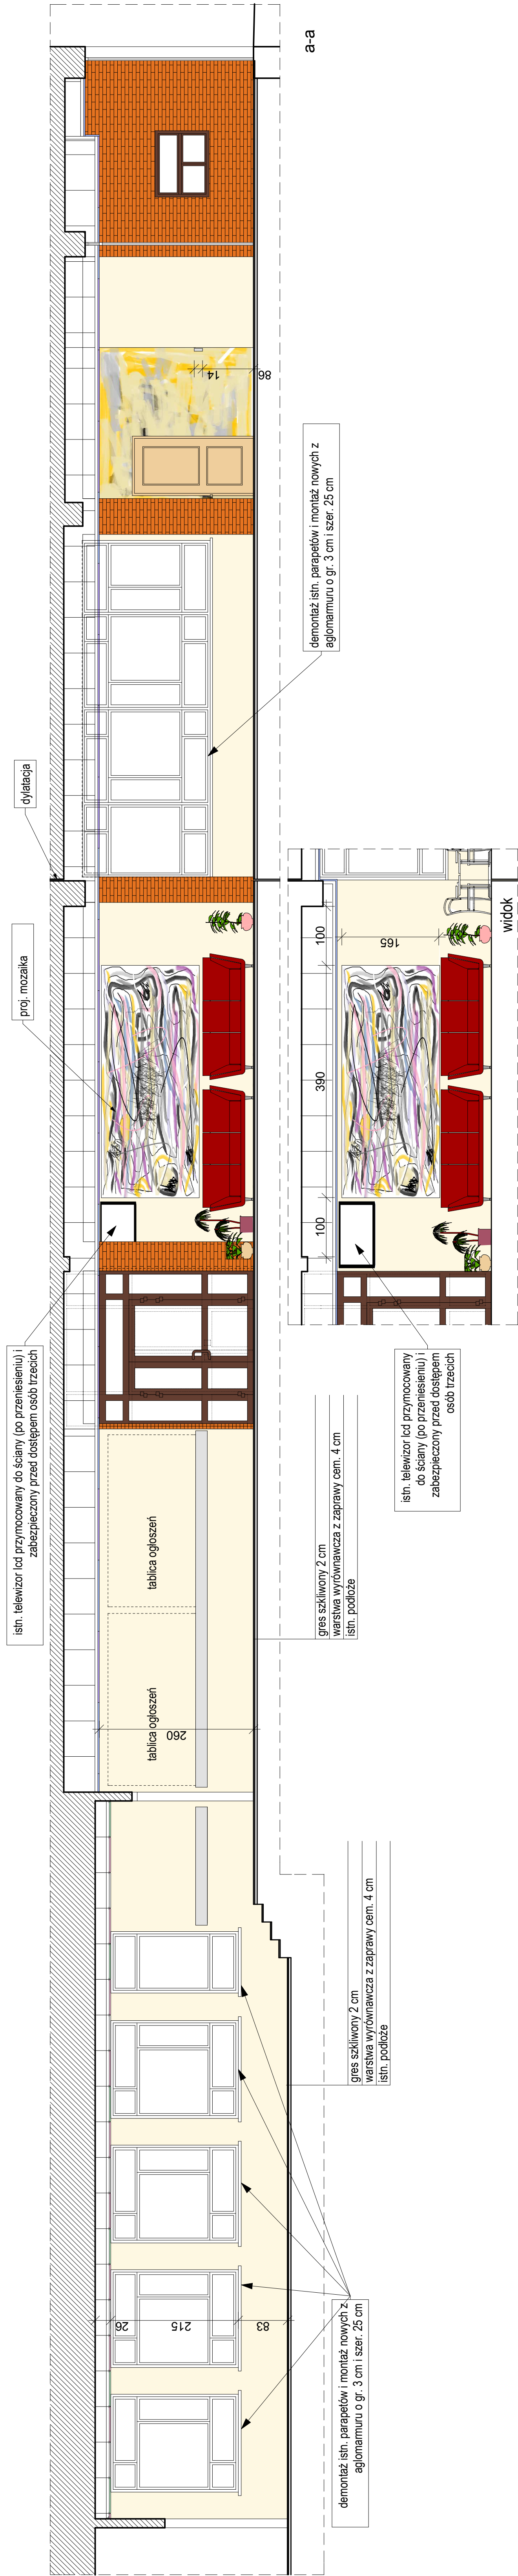 istn. telewizor lcd przymocowany do ściany (po przeniesieniu) i
zabezpieczony przed dostępem osób trzecich
proj. mozaika
dylatacja
a-a
tablica ogłoszeń
tablica ogłoszeń
260
26
215
83
14
86
demontaż istn. parapetów i montaż nowych z
aglomarmuru o gr. 3 cm i szer. 25 cm
gres szkliwony 2 cm
warstwa wyrównawcza z zaprawy cem. 4 cm
istn. podłoże
gres szkliwony 2 cm
warstwa wyrównawcza z zaprawy cem. 4 cm
istn. podłoże
demontaż istn. parapetów i montaż nowych z
aglomarmuru o gr. 3 cm i szer. 25 cm
100
390
100
165
widok
istn. telewizor lcd przymocowany
do ściany (po przeniesieniu) i
zabezpieczony przed dostępem
osób trzecich